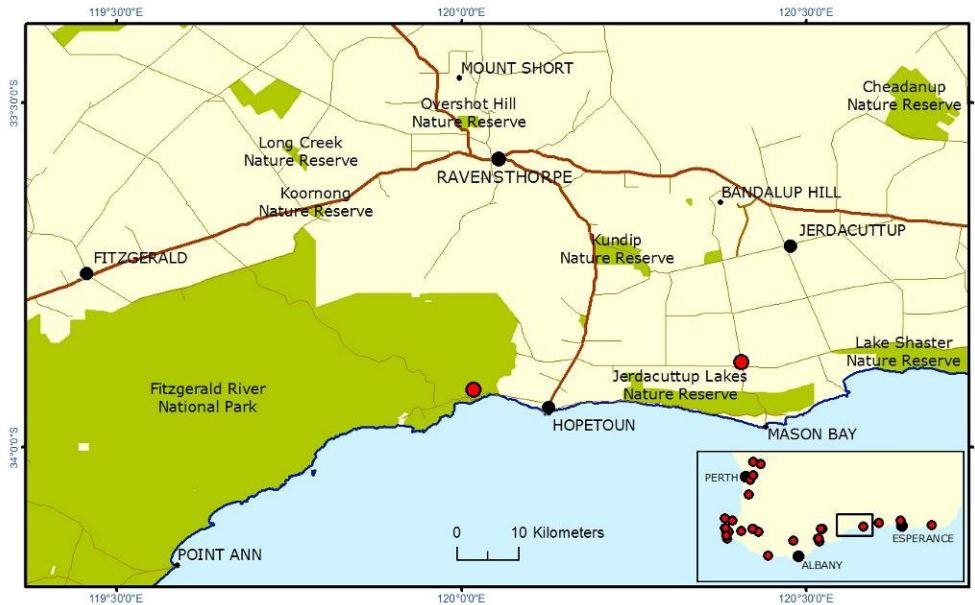 119°30'0"E
120°0'0"E
120°30'0"E
33°30'0"S
34°0'0"S
MOUNT SHORT
Overshot Hill
Nature Reserve
Cheadanup
Nature Reserve
Long Creek
Nature Reserve
RAVENSTHORPE
Koornong
Nature Reserve
BANDALUP HILL
JERDACUTTUP
Kundip
Nature Reserve
FITZGERALD
Lake Shaster
Nature Reserve
Fitzgerald River
National Park
Jerdacuttup Lakes
Nature Reserve
HOPETOUN
MASON BAY
0 10 Kilometers
POINT ANN
PERTH
ESPERANCE
ALBANY
119°30'0"E
120°0'0"E
120°30'0"E